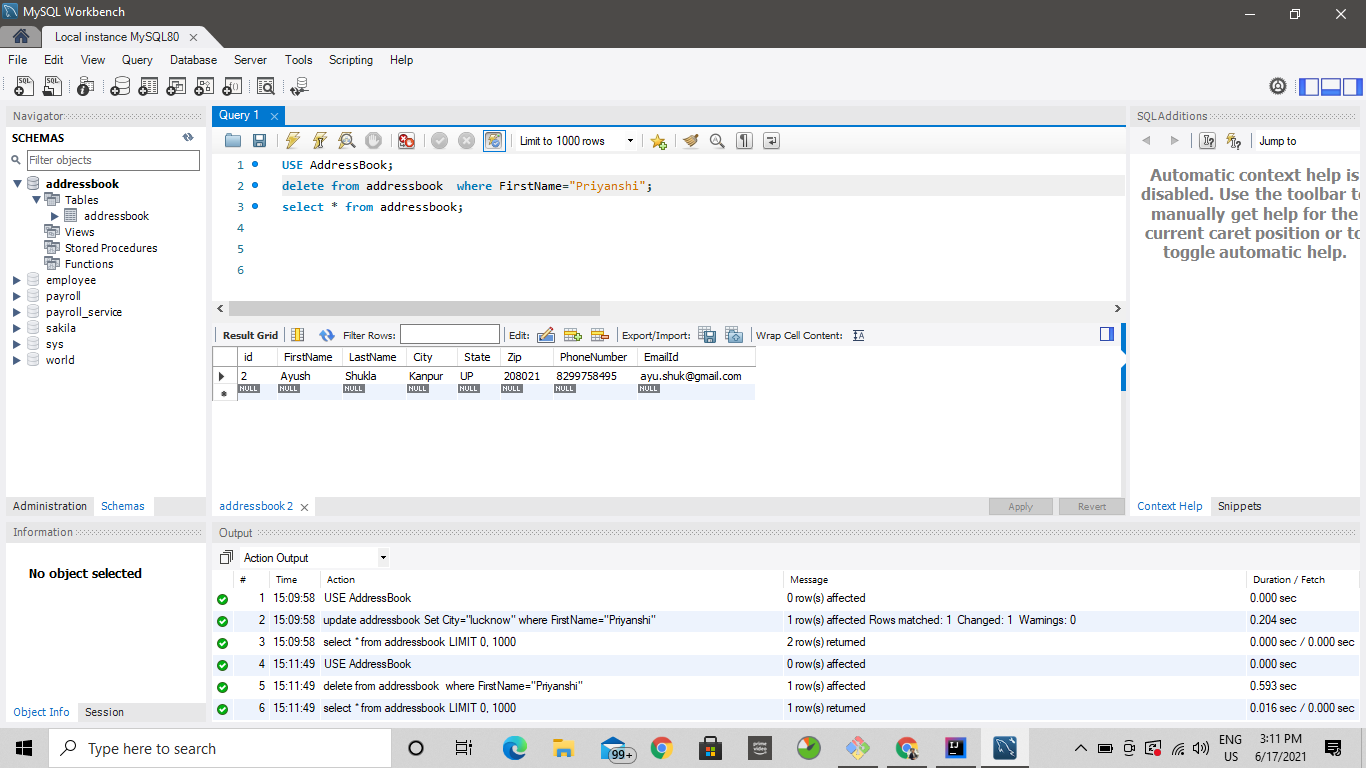 MySQL Workbench
Local instance MySQL80
File Edit View Query Database Server Tools Scripting Help
Navigator
SCHEMAS
Filter objects
addressbook
Tables
addressbook
Views
Stored Procedures
Functions
employee
payroll
payroll_service
sakila
sys
world
Administration Schemas
Information
No object selected
Object Info Session
Query 1
Limit to 1000 rows
1 USE AddressBook;
2 delete from addressbook  where FirstName="Priyanshi";
3 select * from addressbook;
4
5
6
Result Grid Filter Rows: Edit: Export/Import: Wrap Cell Content:
id FirstName LastName City State Zip PhoneNumber EmailId
2 Ayush Shukla Kanpur UP 208021 8299758495 ayu.shuk@gmail.com
NULL NULL NULL NULL NULL NULL NULL NULL
addressbook 2 Apply Revert
SQLAdditions
Jump to
Automatic context help is
disabled. Use the toolbar to
manually get help for the
current caret position or to
toggle automatic help.
Context Help Snippets
Output
Action Output
# Time Action Message Duration / Fetch
1 15:09:58 USE AddressBook 0 row(s) affected 0.000 sec
2 15:09:58 update addressbook Set City="lucknow" where FirstName="Priyanshi" 1 row(s) affected Rows matched: 1  Changed: 1  Warnings: 0 0.204 sec
3 15:09:58 select * from addressbook LIMIT 0, 1000 2 row(s) returned 0.000 sec / 0.000 sec
4 15:11:49 USE AddressBook 0 row(s) affected 0.000 sec
5 15:11:49 delete from addressbook  where FirstName="Priyanshi" 1 row(s) affected 0.593 sec
6 15:11:49 select * from addressbook LIMIT 0, 1000 1 row(s) returned 0.016 sec / 0.000 sec
Type here to search
99+
prime video
ENG
US
3:11 PM
6/17/2021